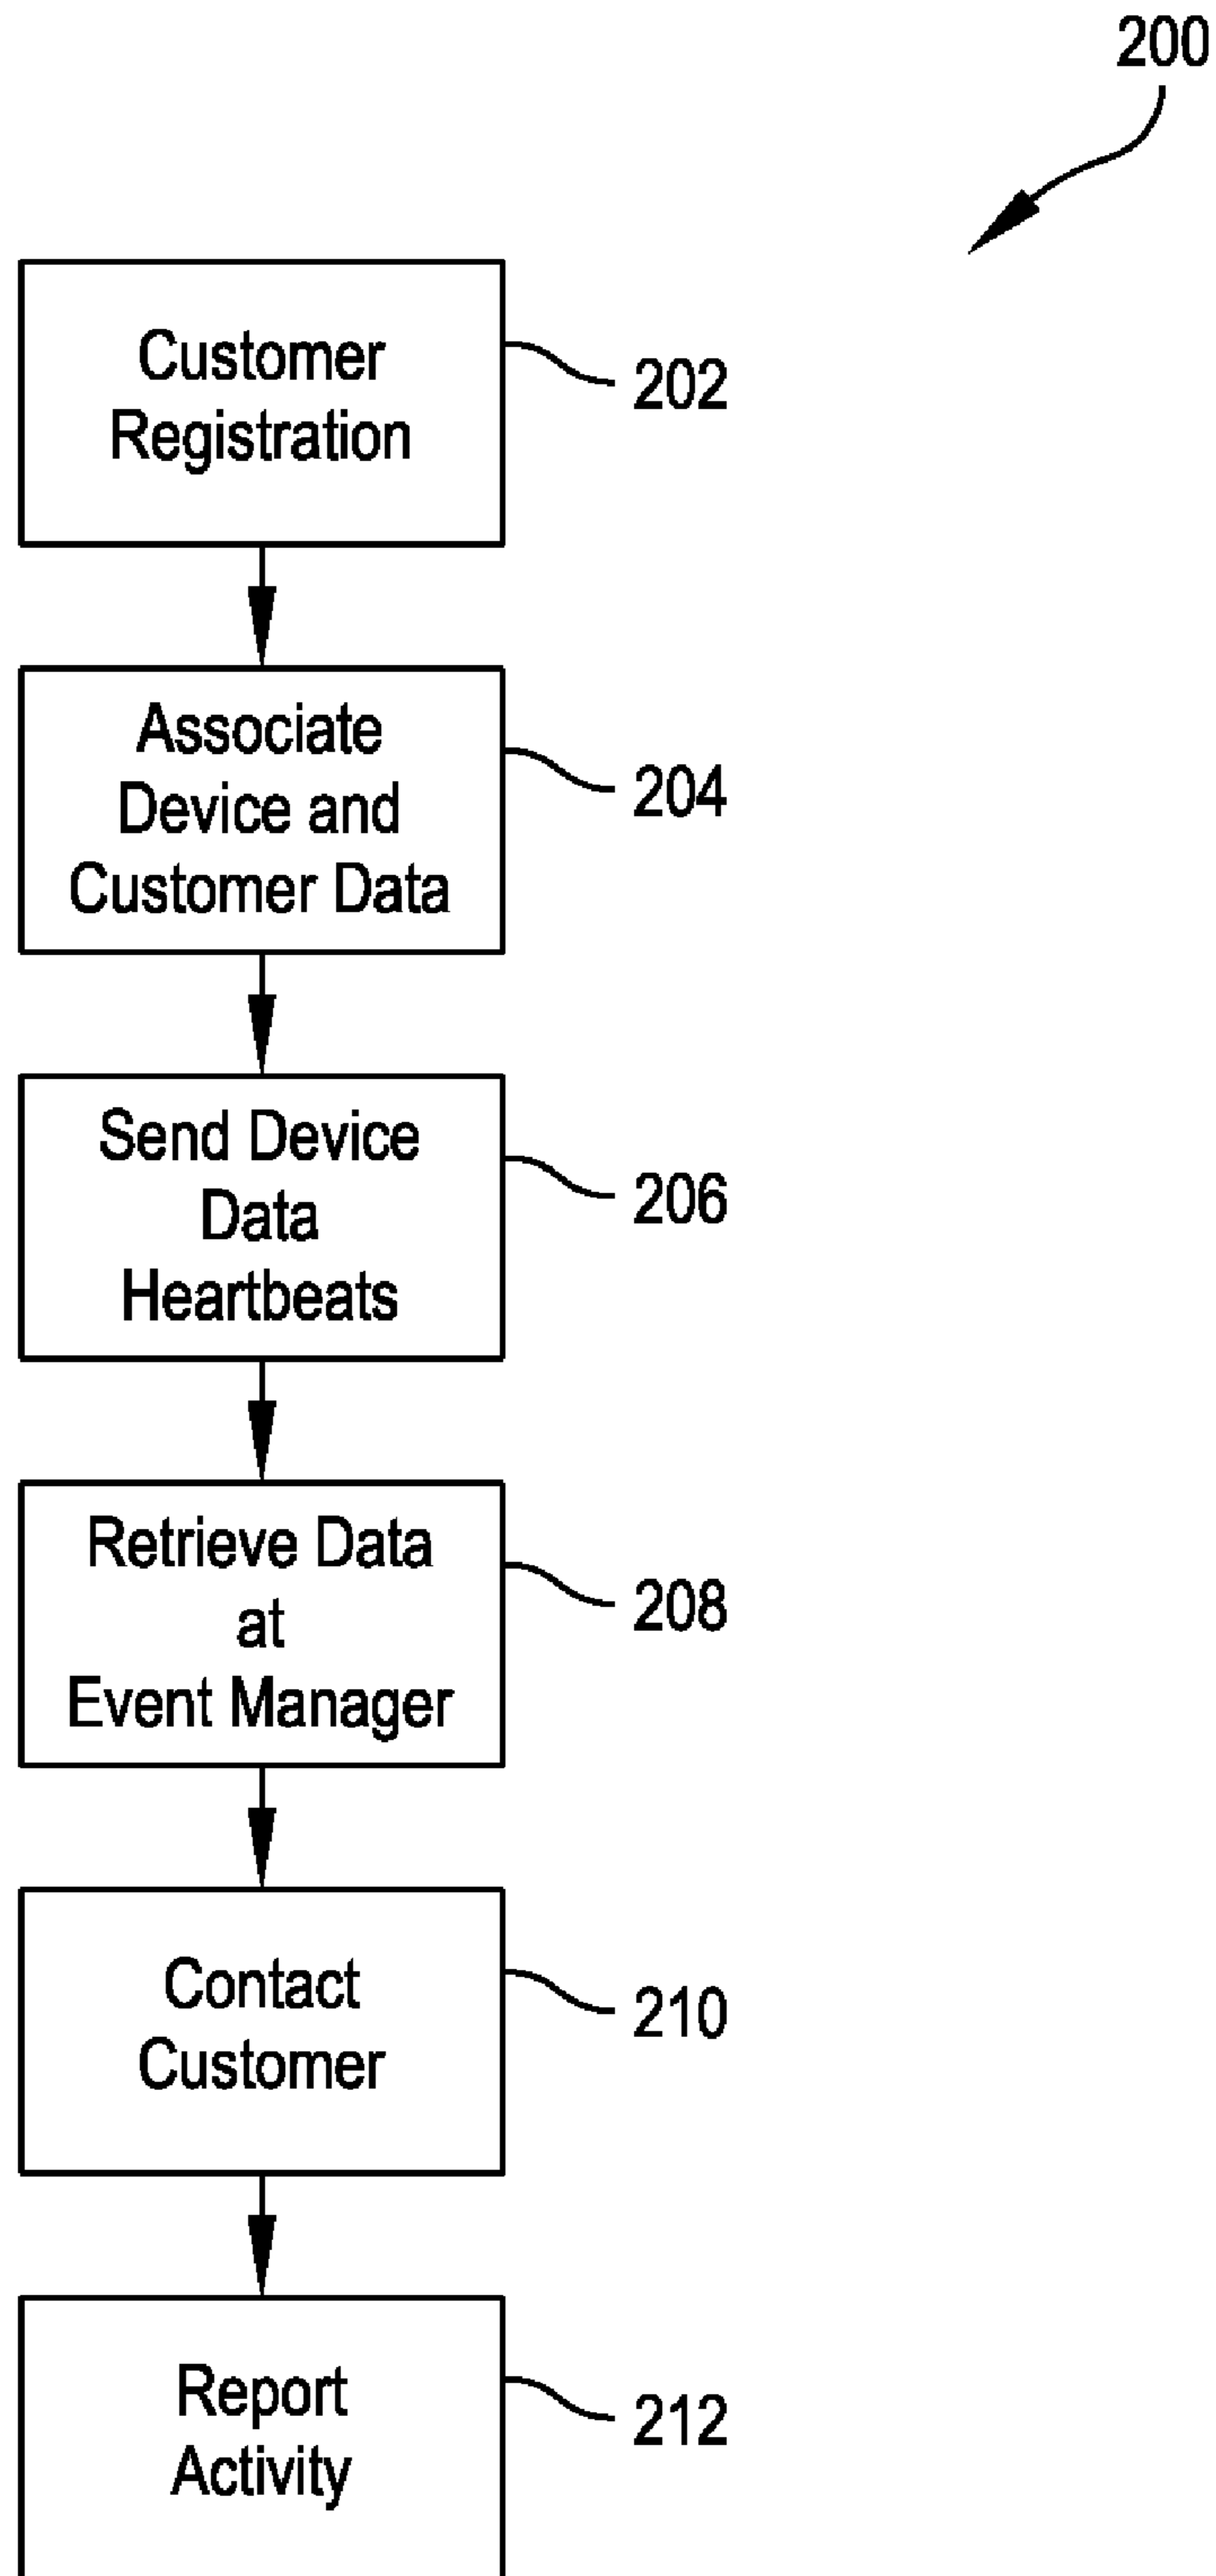 200
Customer
Registration
202
Associate
Device and
Customer Data
204
Send Device
Data
Heartbeats
206
Retrieve Data
at
Event Manager
208
Contact
Customer
210
Report
Activity
212